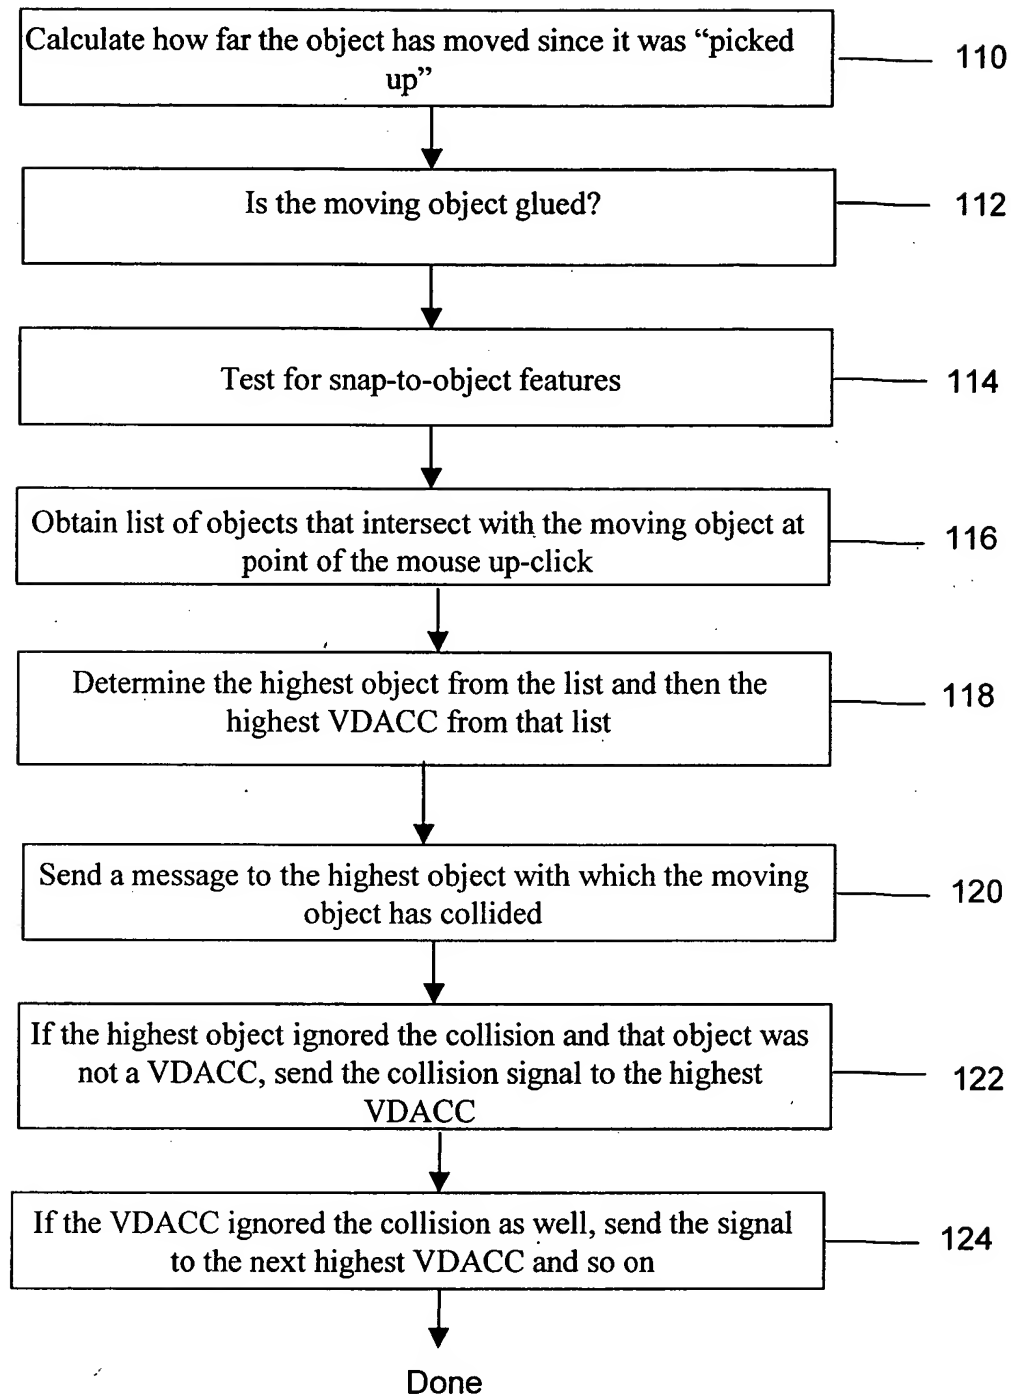 Calculate how far the object has moved since it was “picked
up”
110
Is the moving object glued?
112
Test for snap-to-object features
114
Obtain list of objects that intersect with the moving object at
point of the mouse up-click
116
Determine the highest object from the list and then the
highest VDACC from that list
118
Send a message to the highest object with which the moving
object has collided
120
If the highest object ignored the collision and that object was
not a VDACC, send the collision signal to the highest
VDACC
122
If the VDACC ignored the collision as well, send the signal
to the next highest VDACC and so on
124
Done